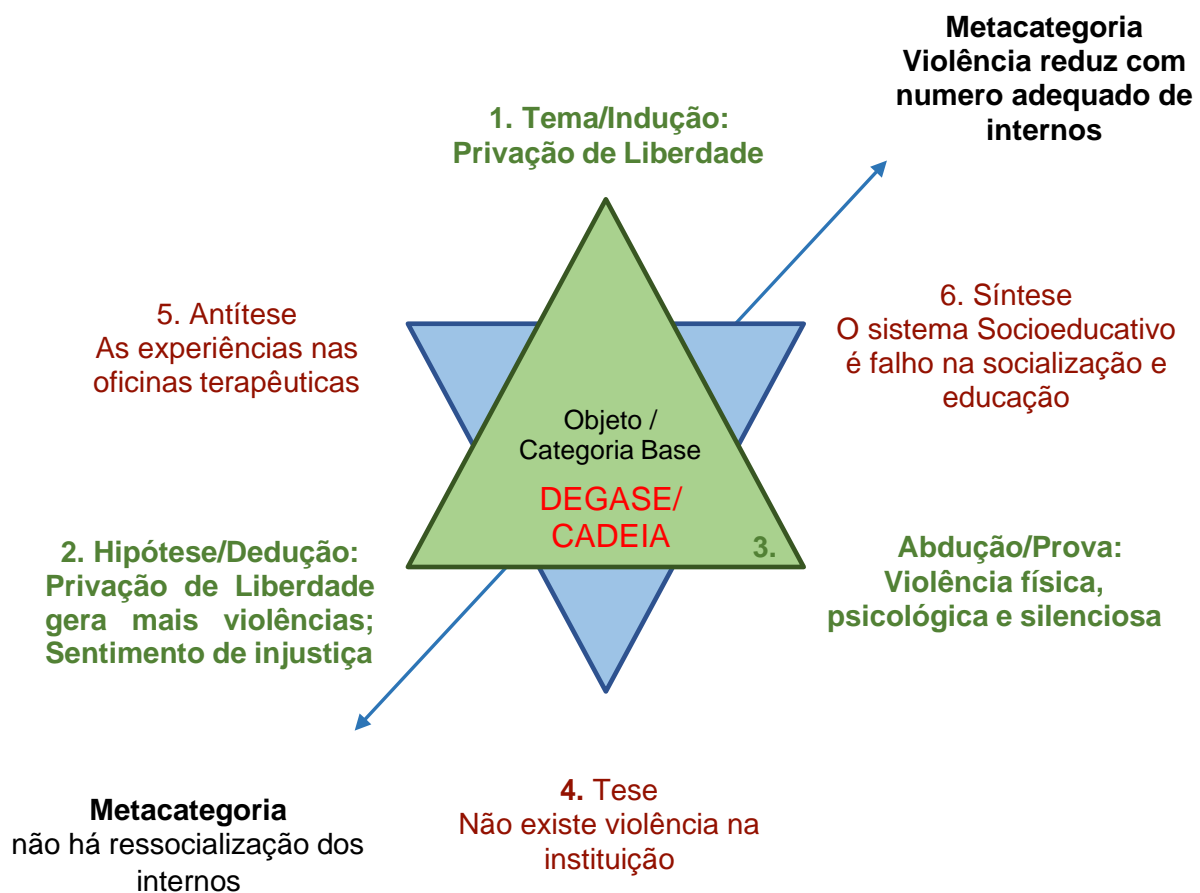 Metacategoria
Violência reduz com
numero adequado de
internos
1. Tema/Indução:
Privação de Liberdade
5. Antítese
As experiências nas
oficinas terapêuticas
6. Síntese
O sistema Socioeducativo
é falho na socialização e
educação
Objeto /
Categoria Base
DEGASE/
CADEIA
2. Hipótese/Dedução:
Privação de Liberdade
gera mais violências;
Sentimento de injustiça
3.
Abdução/Prova:
Violência física,
psicológica e silenciosa
Metacategoria
não há ressocialização dos
internos
4. Tese
Não existe violência na
instituição